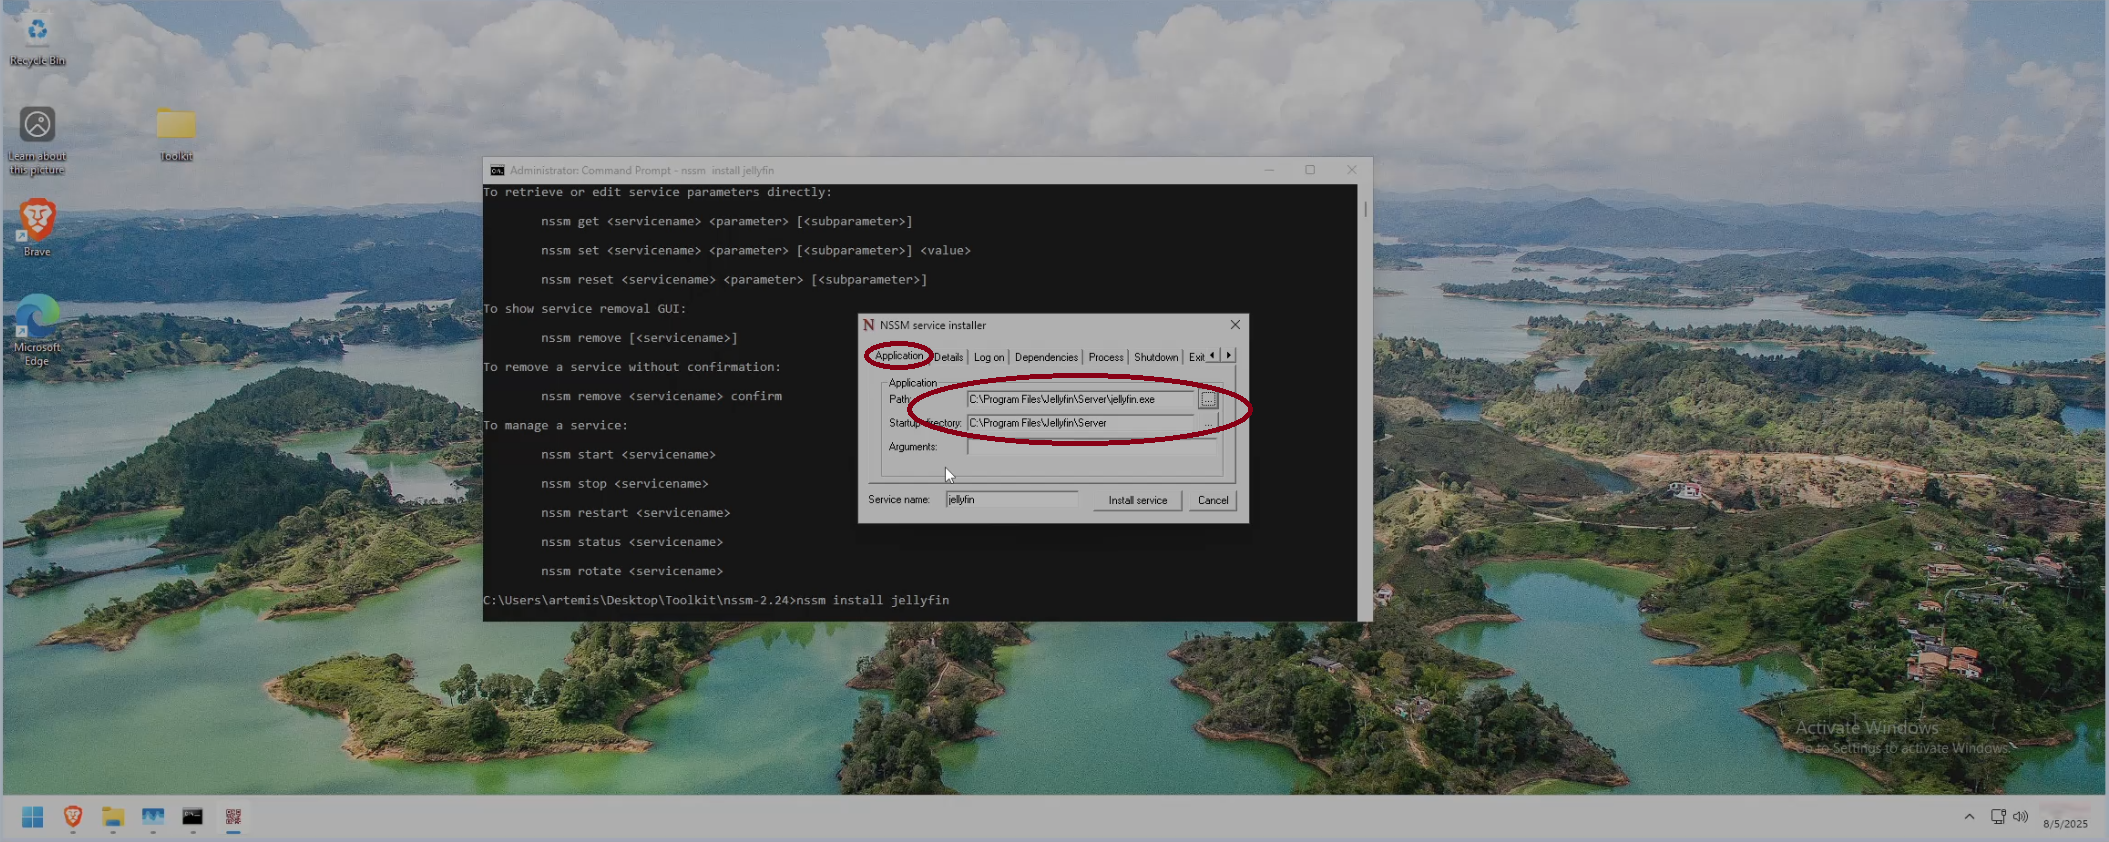 Recycle Bin
Learn about
this picture
Toolkit
Brave
Microsoft
Edge
Administrator: Command Prompt - nssm  install jellyfin
To retrieve or edit service parameters directly:
nssm get <servicename> <parameter> [<subparameter>]
nssm set <servicename> <parameter> [<subparameter>] <value>
nssm reset <servicename> <parameter> [<subparameter>]
To show service removal GUI:
nssm remove [<servicename>]
To remove a service without confirmation:
nssm remove <servicename> confirm
To manage a service:
nssm start <servicename>
nssm stop <servicename>
nssm restart <servicename>
nssm status <servicename>
nssm rotate <servicename>
C:\Users\artemis\Desktop\Toolkit\nssm-2.24>nssm install jellyfin
N NSSM service installer
Application Details Log on Dependencies Process Shutdown Exit
Application
Path: C:\Program Files\Jellyfin\Server\jellyfin.exe ...
Startup directory: C:\Program Files\Jellyfin\Server ...
Arguments:
Service name: jellyfin Install service Cancel
Activate Windows
Go to Settings to activate Windows.
8/5/2025